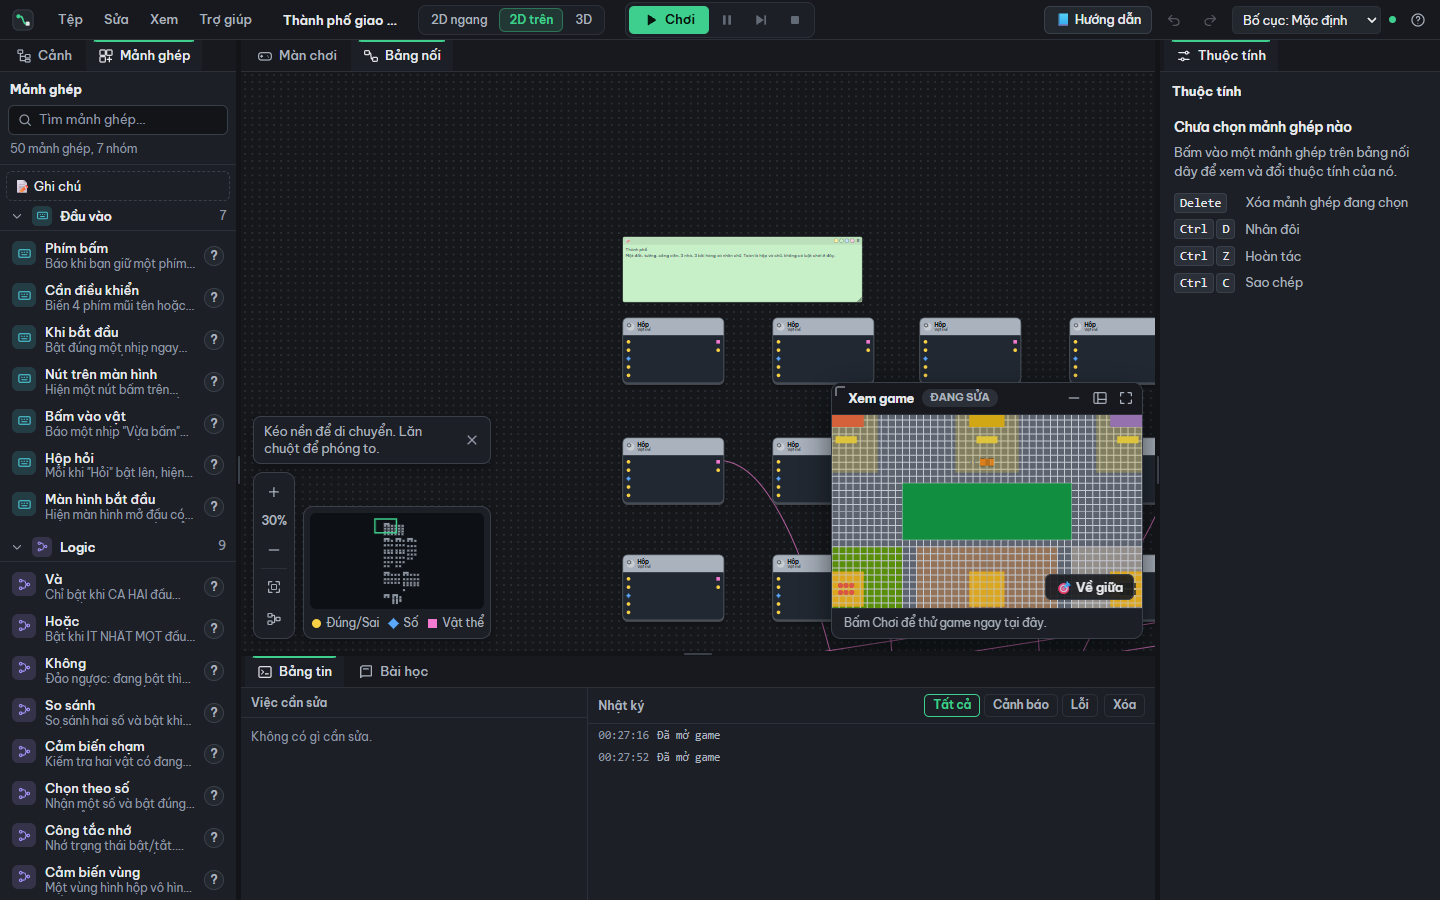 Tệp Sửa Xem Trợ giúp Thành phố giao ... 2D ngang 2D trên 3D Chơi 📘 Hướng dẫn Bố cục: Mặc định
Cảnh Mảnh ghép
Màn chơi Bảng nối
Thuộc tính
Mảnh ghép
Tìm mảnh ghép...
50 mảnh ghép, 7 nhóm
📝 Ghi chú
Đầu vào 7
Phím bấm
Báo khi bạn giữ một phím...
?
Cần điều khiển
Biến 4 phím mũi tên hoặc...
?
Khi bắt đầu
Bật đúng một nhịp ngay...
?
Nút trên màn hình
Hiện một nút bấm trên...
?
Bấm vào vật
Báo một nhịp "Vừa bấm"...
?
Hộp hỏi
Mỗi khi "Hỏi" bật lên, hiện...
?
Màn hình bắt đầu
Hiện màn hình mở đầu có...
?
Logic 9
Và
Chỉ bật khi CẢ HAI đầu...
?
Hoặc
Bật khi ÍT NHẤT MỘT đầu...
?
Không
Đảo ngược: đang bật thì...
?
So sánh
So sánh hai số và bật khi...
?
Cảm biến chạm
Kiểm tra hai vật có đang...
?
Chọn theo số
Nhận một số và bật đúng...
?
Công tắc nhớ
Nhớ trạng thái bật/tắt....
?
Cảm biến vùng
Một vùng hình hộp vô hìn...
?
Thành phố
Hộp Hộp Hộp Hộp
Hộp Hộp
Hộp Hộp
Kéo nền để di chuyển. Lăn
chuột để phóng to.
30%
Đúng/Sai Số Vật thể
Xem game ĐANG SỬA
🎯 Về giữa
Bấm Chơi để thử game ngay tại đây.
Bảng tin Bài học
Việc cần sửa
Không có gì cần sửa.
Nhật ký Tất cả Cảnh báo Lỗi Xóa
00:27:16 Đã mở game
00:27:52 Đã mở game
Thuộc tính
Chưa chọn mảnh ghép nào
Bấm vào một mảnh ghép trên bảng nối
dây để xem và đổi thuộc tính của nó.
Delete Xóa mảnh ghép đang chọn
Ctrl D Nhân đôi
Ctrl Z Hoàn tác
Ctrl C Sao chép